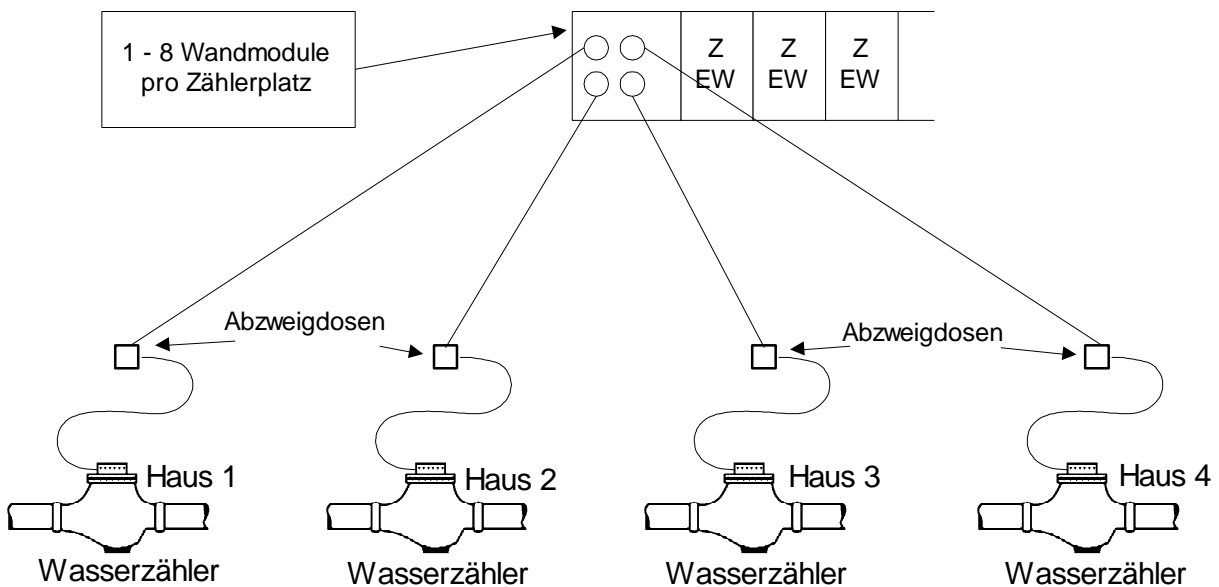 1 - 8 Wandmodule
pro Zählerplatz
Z
EW
Z
EW
Z
EW
Abzweigdosen
Abzweigdosen
Haus 1
Haus 2
Haus 3
Haus 4
Wasserzähler
Wasserzähler
Wasserzähler
Wasserzähler